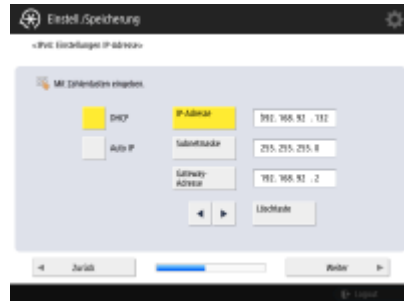 Einstell./Speicherung
<IPv4: Einstellungen IP-Adresse>
Mit Zahlentasten eingeben.
DHCP
IP-Adresse
192. 168. 92 . 132
Auto IP
Subnetmaske
255. 255. 255. 0
Gateway-
Adresse
192. 168. 92 . 2
Löschtaste
Zurück
Weiter
Logout